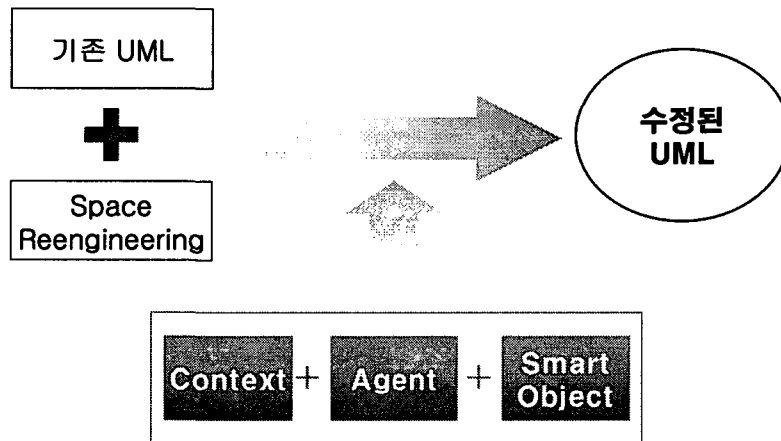 기존 UML
Space
Reengineering
수정된
UML
Context + Agent + Smart
Object